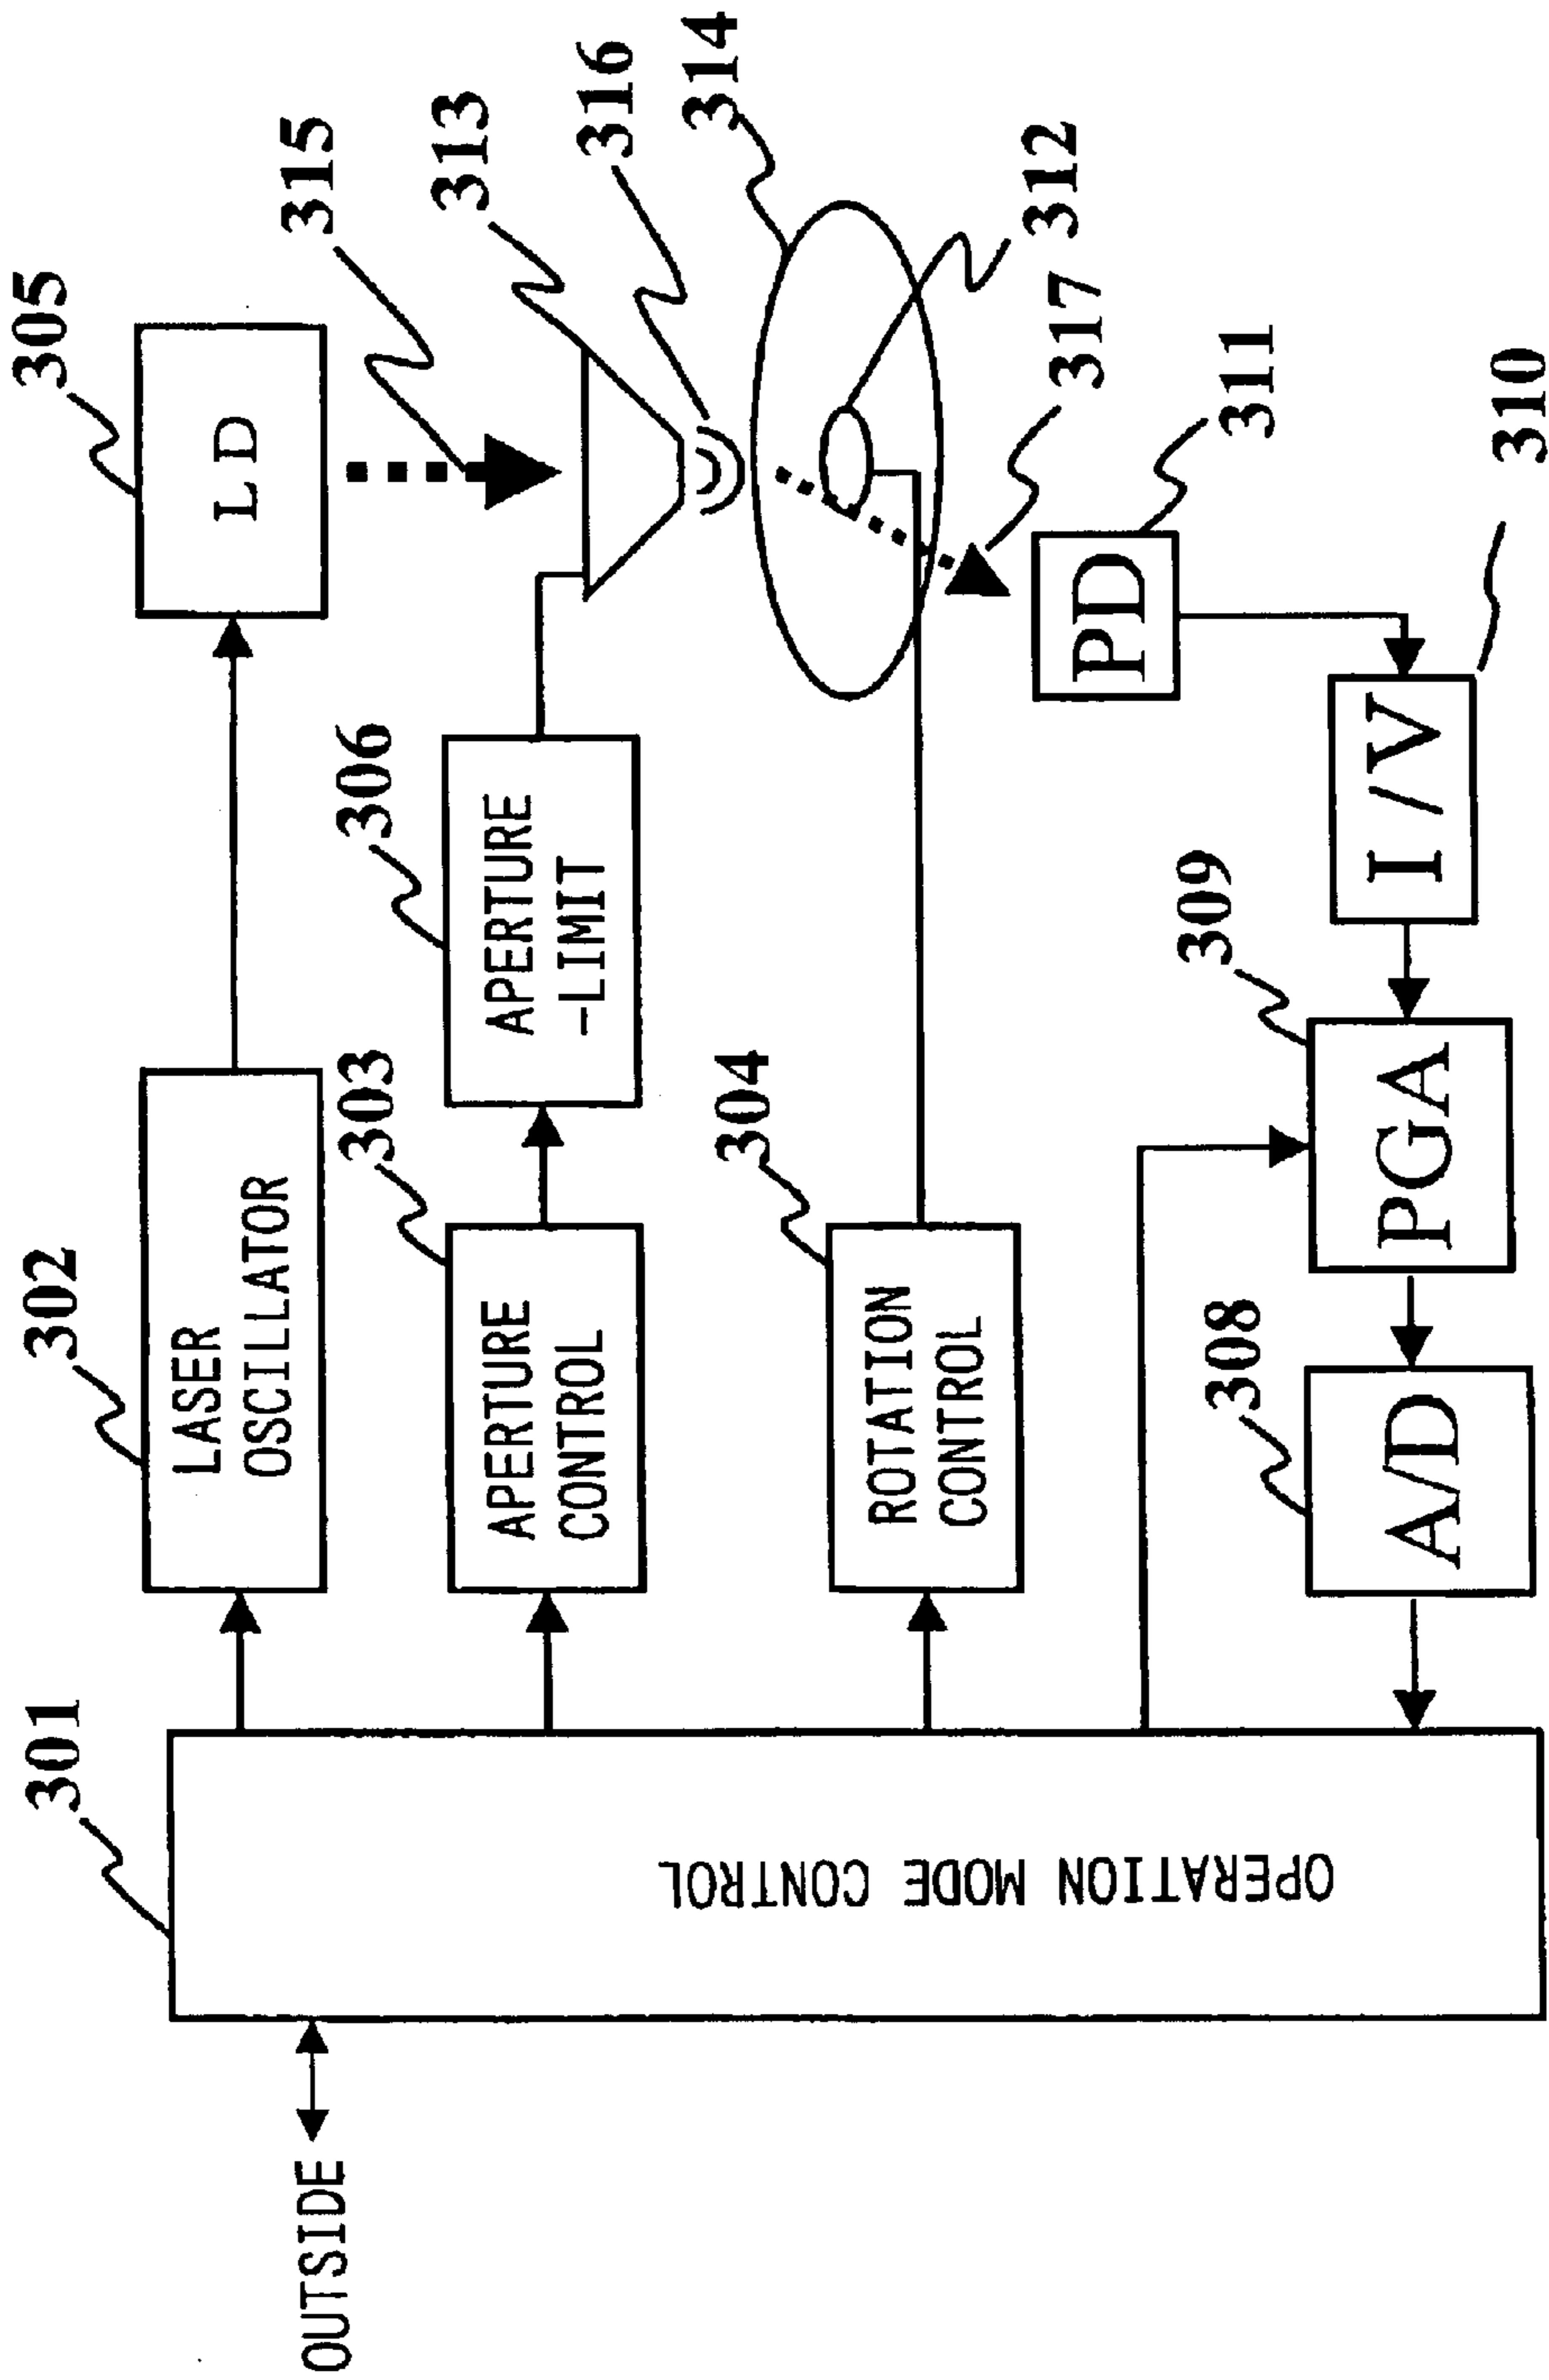 305
LD
315
313
316
314
312
317
311
PD
310
I/V
306
APERTURE
-LIMIT
309
PGA
302
LASER
OSCILLATOR
303
APERTURE
CONTROL
304
ROTATION
CONTROL
308
A/D
301
OPERATION MODE CONTROL
OUTSIDE